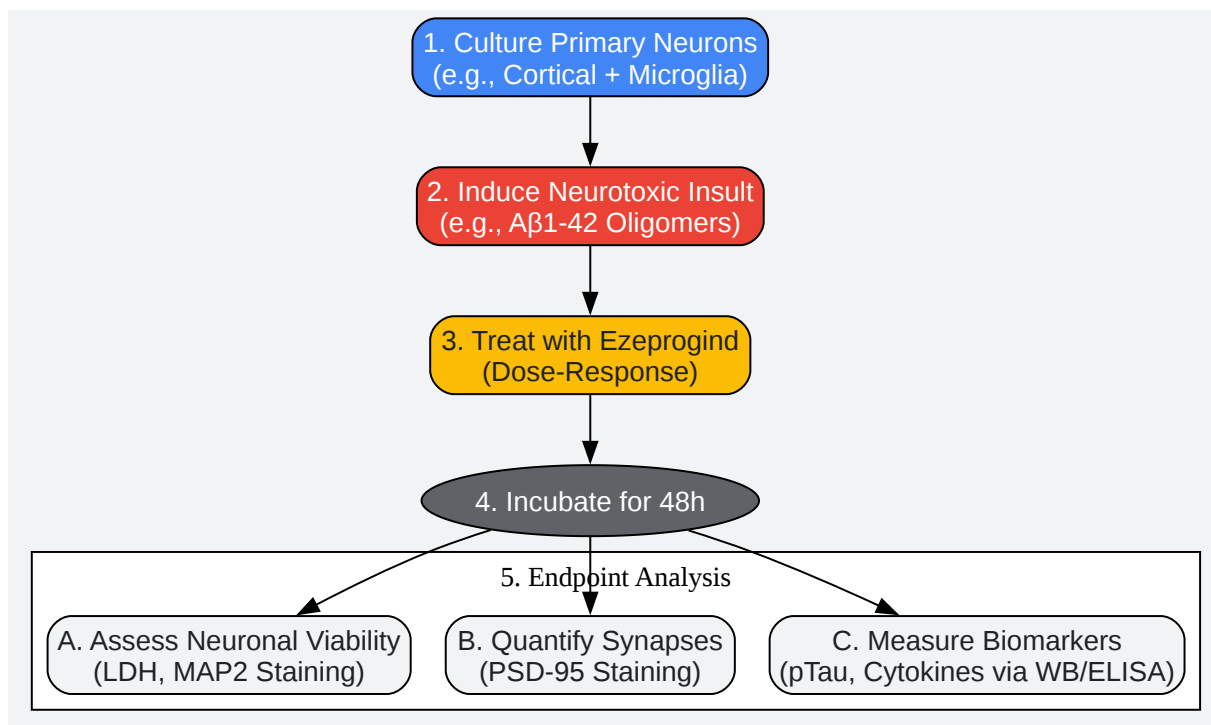 1. Culture Primary Neurons
(e.g., Cortical + Microglia)
2. Induce Neurotoxic Insult
(e.g., Aβ1-42 Oligomers)
3. Treat with Ezeprogind
(Dose-Response)
4. Incubate for 48h
5. Endpoint Analysis
A. Assess Neuronal Viability
(LDH, MAP2 Staining)
B. Quantify Synapses
(PSD-95 Staining)
C. Measure Biomarkers
(pTau, Cytokines via WB/ELISA)